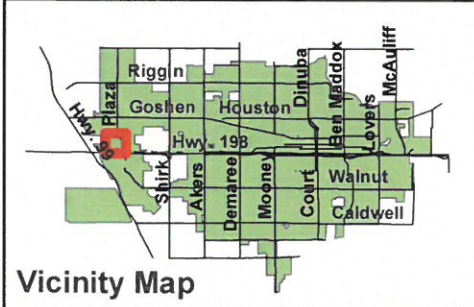 Riggin
Plaza
Goshen
Houston
Dinuba
Ben Maddox
Lovers
McAuliff
Hwy. 99
Hwy. 198
Shirk
Akers
Demaree
Mooney
Court
Walnut
Caldwell
Vicinity Map